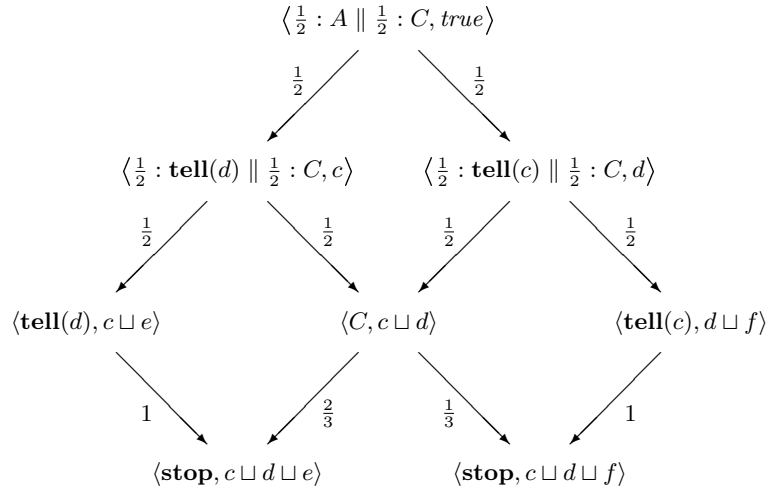 ⟨½ : A ∥ ½ : C, true⟩
½ ½
⟨½ : tell(d) ∥ ½ : C, c⟩ ⟨½ : tell(c) ∥ ½ : C, d⟩
½ ½ ½ ½
⟨tell(d), c ⊔ e⟩ ⟨C, c ⊔ d⟩ ⟨tell(c), d ⊔ f⟩
1 ⅔ ⅓ 1
⟨stop, c ⊔ d ⊔ e⟩ ⟨stop, c ⊔ d ⊔ f⟩